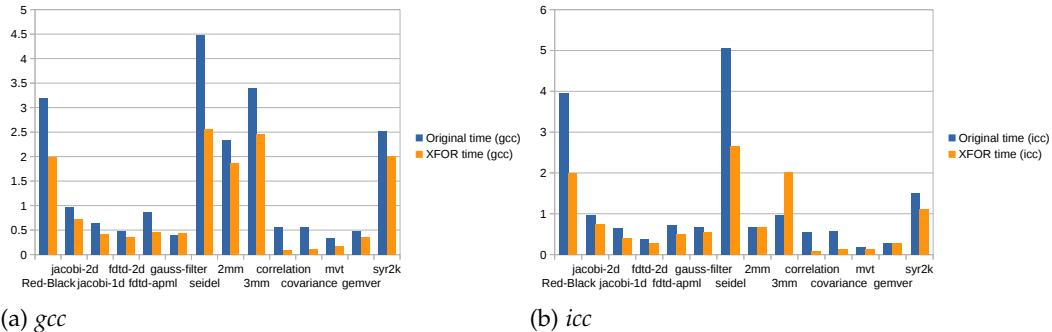 5
4.5
4
3.5
3
2.5
2
1.5
1
0.5
0
jacobi-2d fdtd-2d gauss-filter 2mm correlation mvt syr2k
Red-Black jacobi-1d fdtd-apml seidel 3mm covariance gemver
Original time (gcc)
XFOR time (gcc)
(a) gcc
6
5
4
3
2
1
0
jacobi-2d fdtd-2d gauss-filter 2mm correlation mvt syr2k
Red-Black jacobi-1d fdtd-apml seidel 3mm covariance gemver
Original time (icc)
XFOR time (icc)
(b) icc